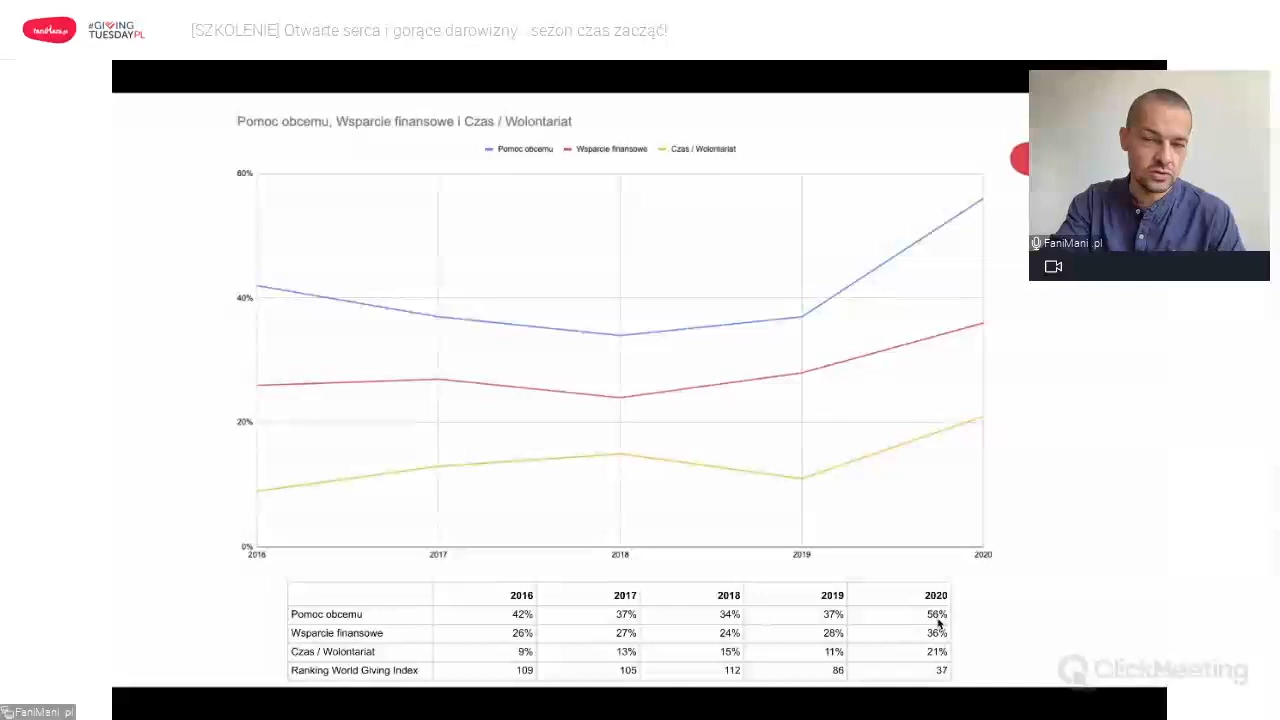 faniMani.pl
#GIVING
TUESDAYPL
[SZKOLENIE] Otwarte serca i gorące darowizny - sezon czas zacząć!
Pomoc obcemu, Wsparcie finansowe i Czas / Wolontariat
Pomoc obcemu Wsparcie finansowe Czas / Wolontariat
60%
40%
20%
0%
2016 2017 2018 2019 2020
2016 2017 2018 2019 2020
Pomoc obcemu 42% 37% 34% 37% 56%
Wsparcie finansowe 26% 27% 24% 28% 36%
Czas / Wolontariat 9% 13% 15% 11% 21%
Ranking World Giving Index 109 105 112 86 37
FaniMani .pl
ClickMeeting
FaniMani .pl